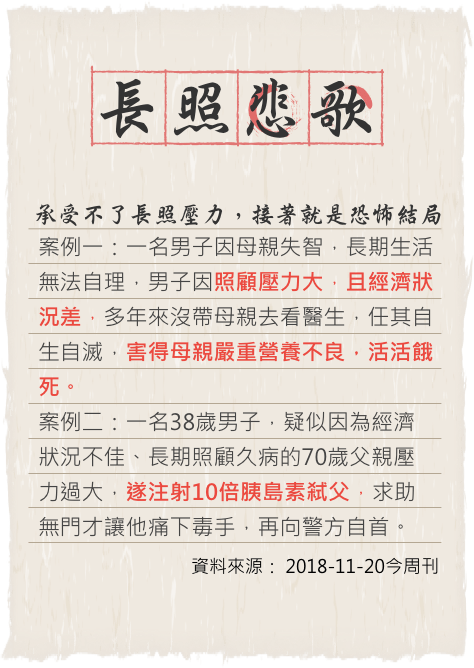 長照悲歌
承受不了長照壓力，接著就是恐怖結局
案例一：一名男子因母親失智，長期生活
無法自理，男子因照顧壓力大，且經濟狀
況差，多年來沒帶母親去看醫生，任其自
生自滅，害得母親嚴重營養不良，活活餓
死。
案例二：一名38歲男子，疑似因為經濟
狀況不佳、長期照顧久病的70歲父親壓
力過大，遂注射10倍胰島素弒父，求助
無門才讓他痛下毒手，再向警方自首。
資料來源： 2018-11-20今周刊